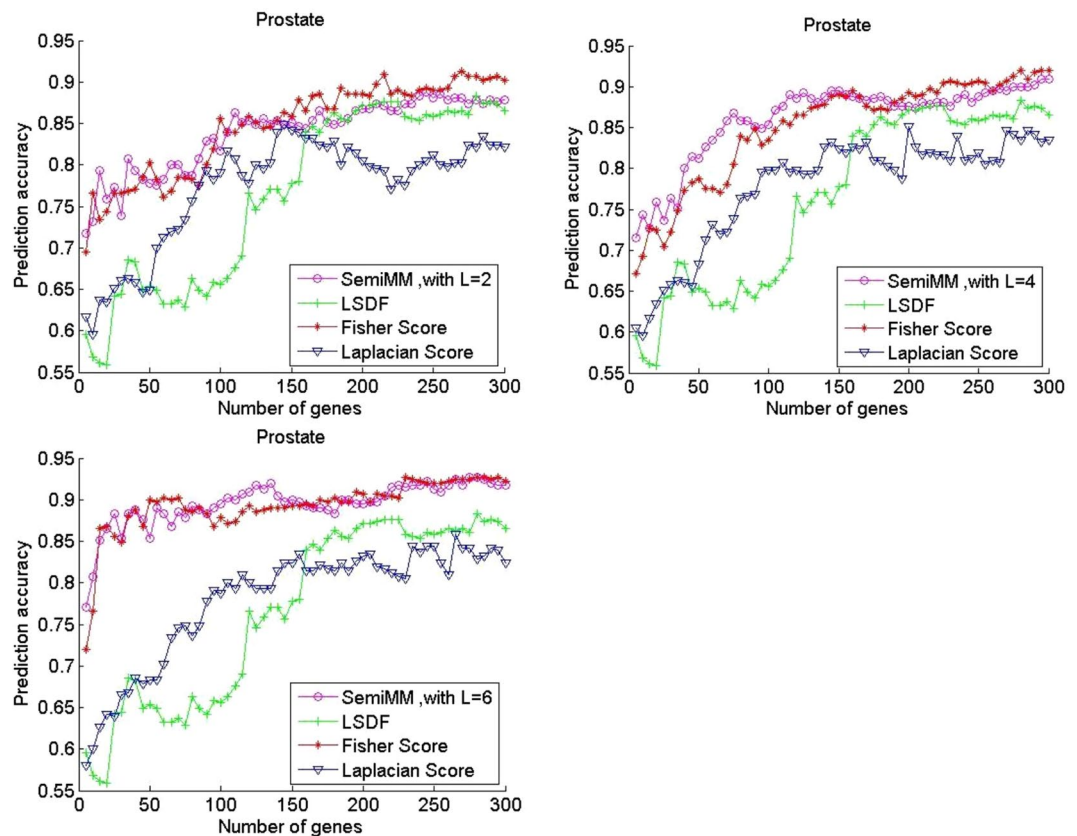 Prostate
Prediction accuracy
0.95
0.9
0.85
0.8
0.75
0.7
0.65
0.6
0.55
0 50 100 150 200 250 300
Number of genes
SemiMM ,with L=2
LSDF
Fisher Score
Laplacian Score
Prostate
Prediction accuracy
0.95
0.9
0.85
0.8
0.75
0.7
0.65
0.6
0.55
0 50 100 150 200 250 300
Number of genes
SemiMM ,with L=4
LSDF
Fisher Score
Laplacian Score
Prostate
Prediction accuracy
0.95
0.9
0.85
0.8
0.75
0.7
0.65
0.6
0.55
0 50 100 150 200 250 300
Number of genes
SemiMM ,with L=6
LSDF
Fisher Score
Laplacian Score